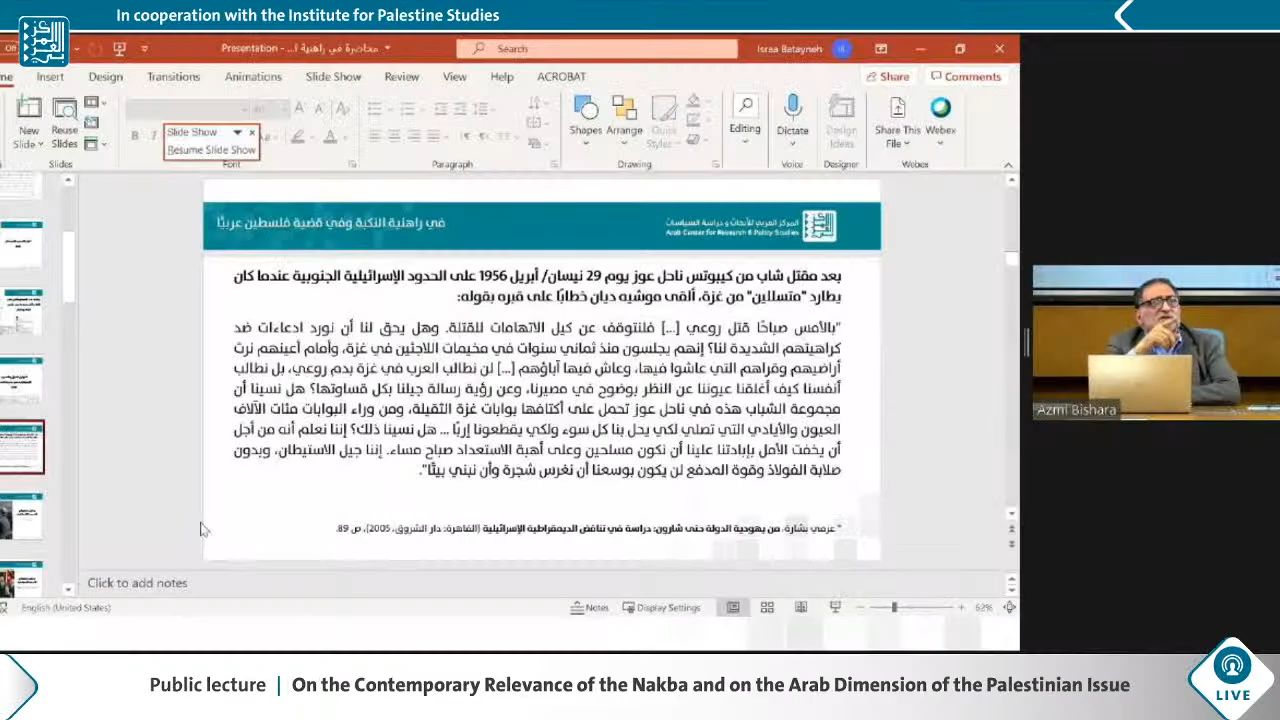 In cooperation with the Institute for Palestine Studies
Presentation - محاضرة في راهنية ا...
Search
Israa Batayneh
Insert Design Transitions Animations Slide Show Review View Help ACROBAT
Share Comments
New Slide
Reuse Slides
Slides
Slide Show
Resume Slide Show
Font
Paragraph
Shapes Arrange Quick Styles
Drawing
Editing
Dictate
Voice
Design Ideas
Designer
Share This File
Webex
Webex
في راهنية النكبة وفي قضية فلسطين عربيًّا
المركز العربي للأبحاث و دراسة السياسات
Arab Center for Research & Policy Studies
بعد مقتل شاب من كيبوتس ناحل عوز يوم 29 نيسان/ أبريل 1956 على الحدود الإسرائيلية الجنوبية عندما كان
يطارد "متسللين" من غزة، ألقى موشيه ديان خطابًا على قبره بقوله:
"بالأمس صباحًا قتل روعي [...] فلنتوقف عن كيل الاتهامات للقتلة. وهل يحق لنا أن نورد ادعاءات ضد
كراهيتهم الشديدة لنا؟ إنهم يجلسون منذ ثماني سنوات في مخيمات اللاجئين في غزة، وأمام أعينهم نرث
أراضيهم وقراهم التي عاشوا فيها، وعاش فيها آباؤهم [...] لن نطالب العرب في غزة بدم روعي، بل نطالب
أنفسنا كيف أغلقنا عيوننا عن النظر بوضوح في مصيرنا، وعن رؤية رسالة جيلنا بكل قساوتها؟ هل نسينا أن
مجموعة الشباب هذه في ناحل عوز تحمل على أكتافها بوابات غزة الثقيلة، ومن وراء البوابات مئات الآلاف
العيون والأيادي التي تصلي لكي يحل بنا كل سوء ولكي يقطعونا إربًا ... هل نسينا ذلك؟ إننا نعلم أنه من أجل
أن يخفت الأمل بإبادتنا علينا أن نكون مسلحين وعلى أهبة الاستعداد صباح مساء. إننا جيل الاستيطان، وبدون
صلابة الفولاذ وقوة المدفع لن يكون بوسعنا أن نغرس شجرة وأن نبني بيتًا".
* عزمي بشارة، من يهودية الدولة حتى شارون: دراسة في تناقض الديمقراطية الإسرائيلية (القاهرة: دار الشروق، 2005)، ص 89.
Click to add notes
English (United States)
Notes Display Settings
62%
Azmi Bishara
Public lecture | On the Contemporary Relevance of the Nakba and on the Arab Dimension of the Palestinian Issue
LIVE